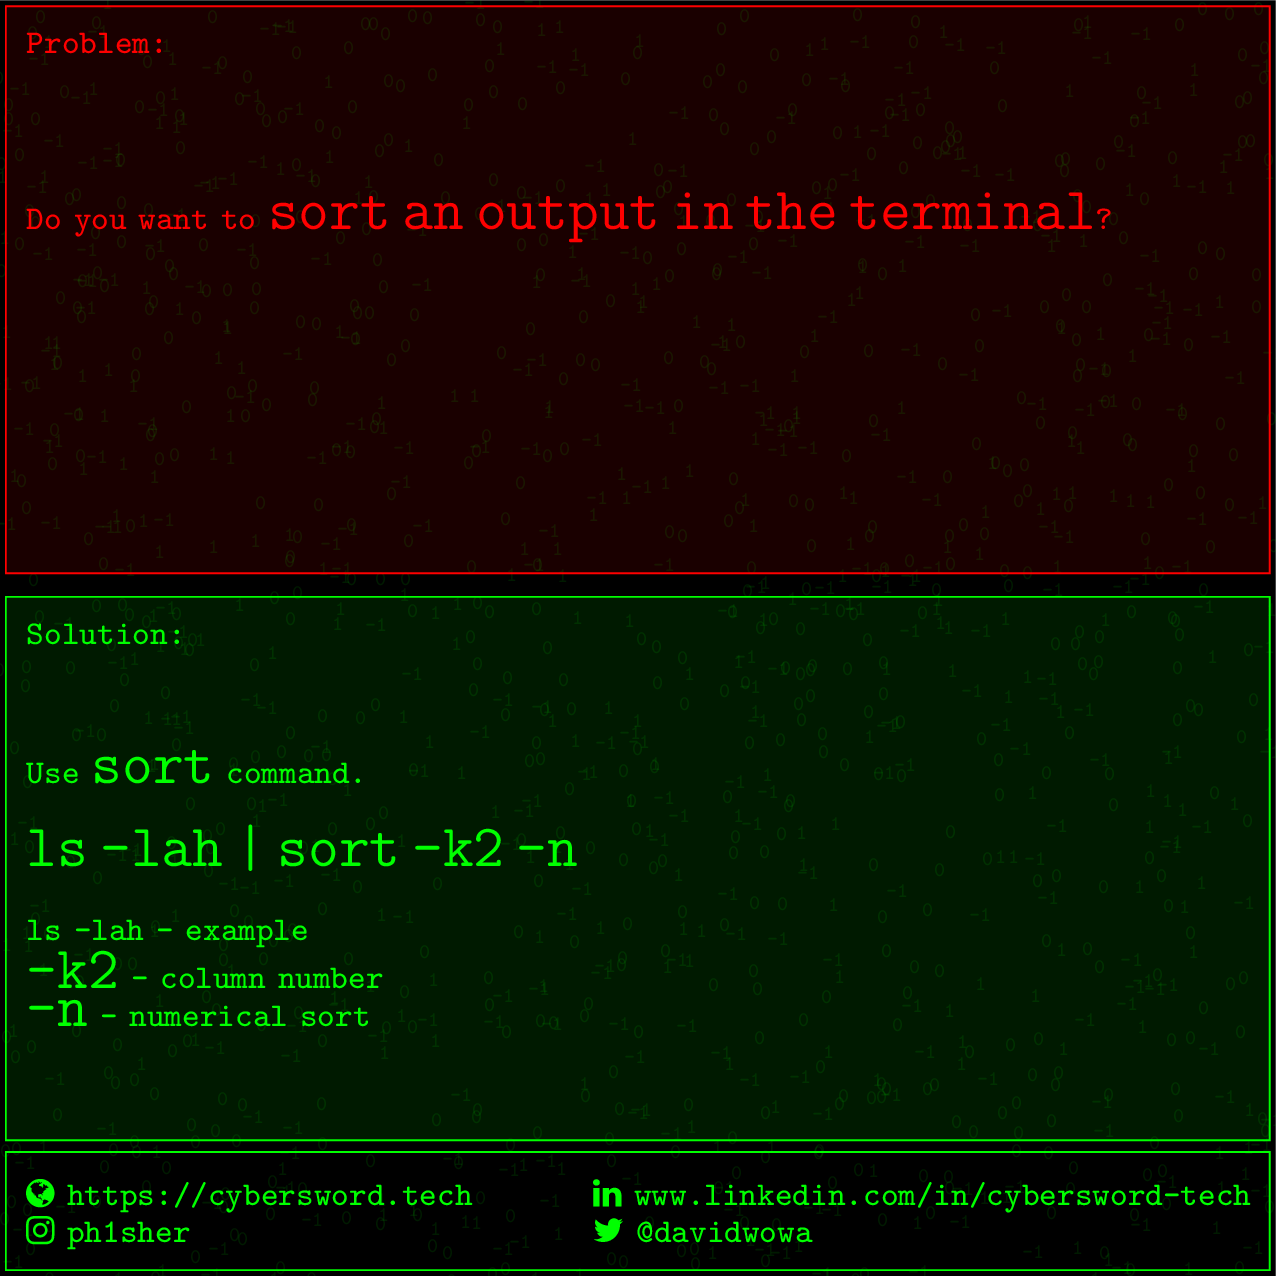 Problem:
Do you want to sort an output in the terminal?
Solution:
Use sort command.
ls -lah | sort -k2 -n
ls -lah - example
-k2 - column number
-n - numerical sort
https://cybersword.tech
www.linkedin.com/in/cybersword-tech
ph1sher
@davidwowa